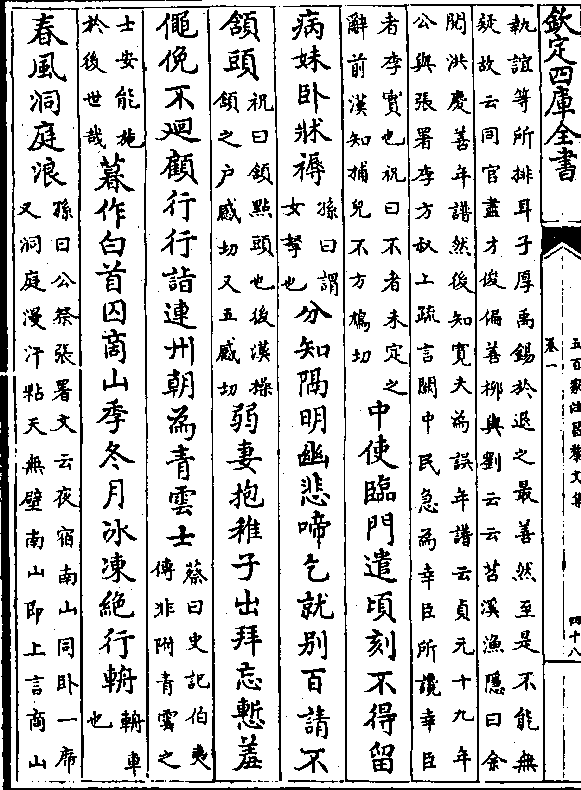 欽定四庫全書
五百家注昌黎文集
卷一
四十八
執誼等所排耳子厚禹錫於退之最善然至是不能無
疑故云同官盡才俊偏善柳與劉云云苕溪漁隱曰余
閱洪慶善年譜然後知寛夫為誤年譜云貞元十九年
公與張署李方叔上疏言關中民急為幸臣所讒幸臣
者李實也祝曰不者未定之
辭前漢知捕兒不方鳩切
中使臨門遣頃刻不得留
病妹臥牀褥
孫曰謂
女拏也
分知隔明幽悲啼乞就别百請不
頷頭
祝曰頷點頭也後漢操
頷之户感切又五感切
弱妻抱稚子出拜忘慙羞
僶俛不廻顧行行詣連州朝為青雲士
蔡曰史記伯夷
傳非附青雲之
士安能施
於後世哉
暮作白首囚商山季冬月冰凍絶行輈
輈車
也
春風洞庭浪
孫曰公祭張署文云夜宿南山同臥一席
又洞庭漫汗粘天無壁南山即上言商山